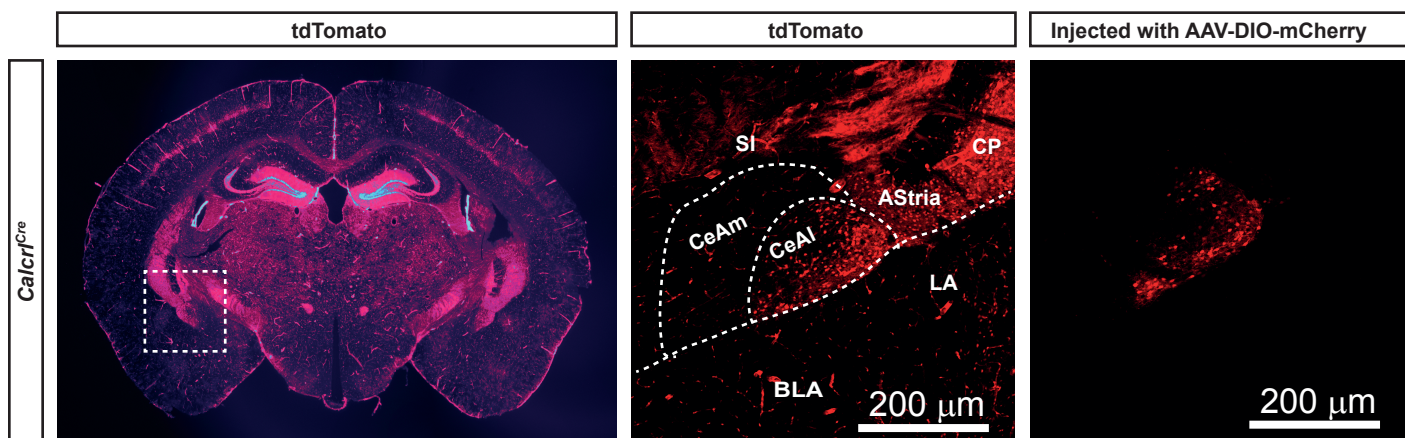 tdTomato
tdTomato
Injected with AAV-DIO-mCherry
Calcrl^Cre
SI
CP
AStria
CeAm
CeAl
LA
BLA
200 μm
200 μm